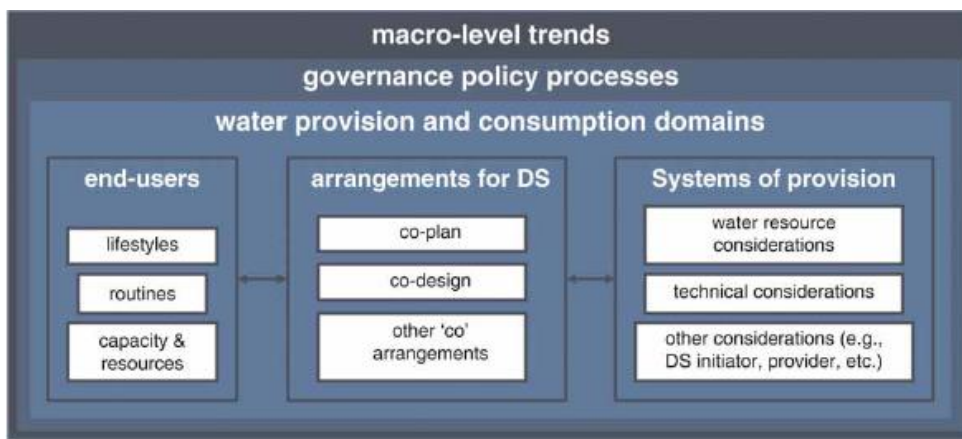 macro-level trends
governance policy processes
water provision and consumption domains
end-users
lifestyles
routines
capacity &
resources
arrangements for DS
co-plan
co-design
other 'co'
arrangements
Systems of provision
water resource
considerations
technical considerations
other considerations (e.g.,
DS initiator, provider, etc.)